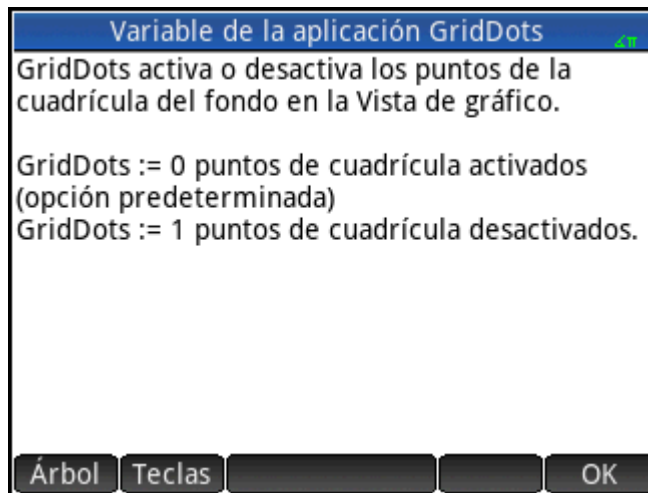 Variable de la aplicación GridDots
∠π
GridDots activa o desactiva los puntos de la
cuadrícula del fondo en la Vista de gráfico.
GridDots := 0 puntos de cuadrícula activados
(opción predeterminada)
GridDots := 1 puntos de cuadrícula desactivados.
Árbol Teclas OK